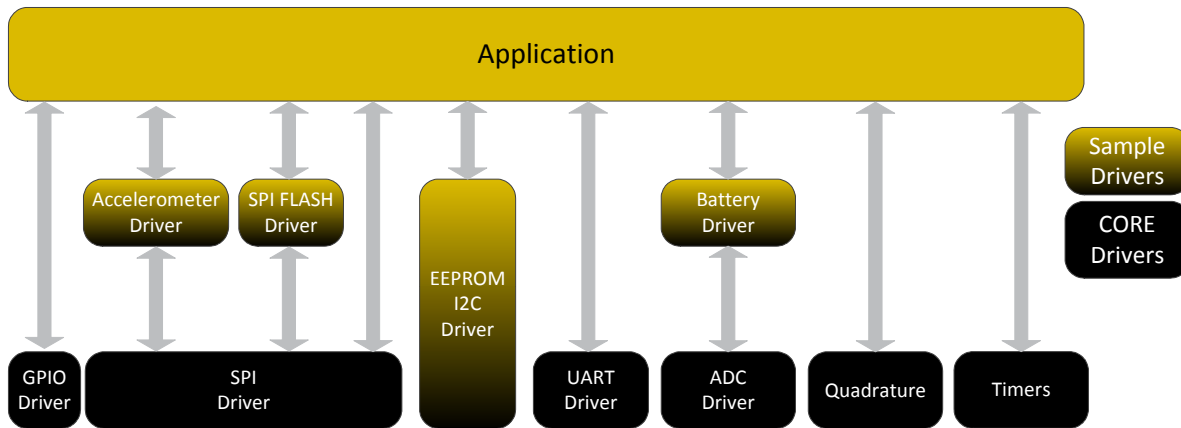 Application
Sample
Drivers
CORE
Drivers
Accelerometer
Driver
SPI FLASH
Driver
Battery
Driver
EEPROM
I2C
Driver
GPIO
Driver
SPI
Driver
UART
Driver
ADC
Driver
Quadrature
Timers